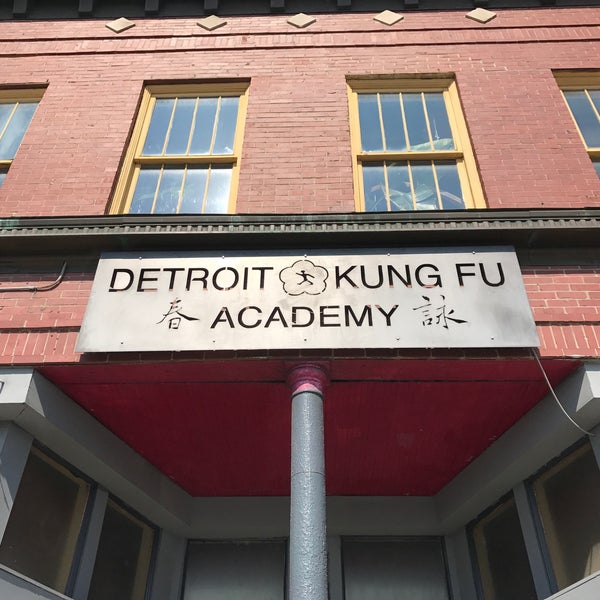 DETROIT KUNG FU
春 ACADEMY 詠